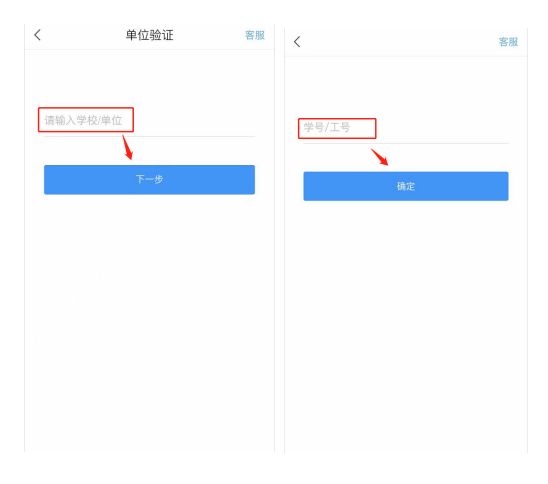 单位验证
客服
请输入学校/单位
下一步
客服
学号/工号
确定